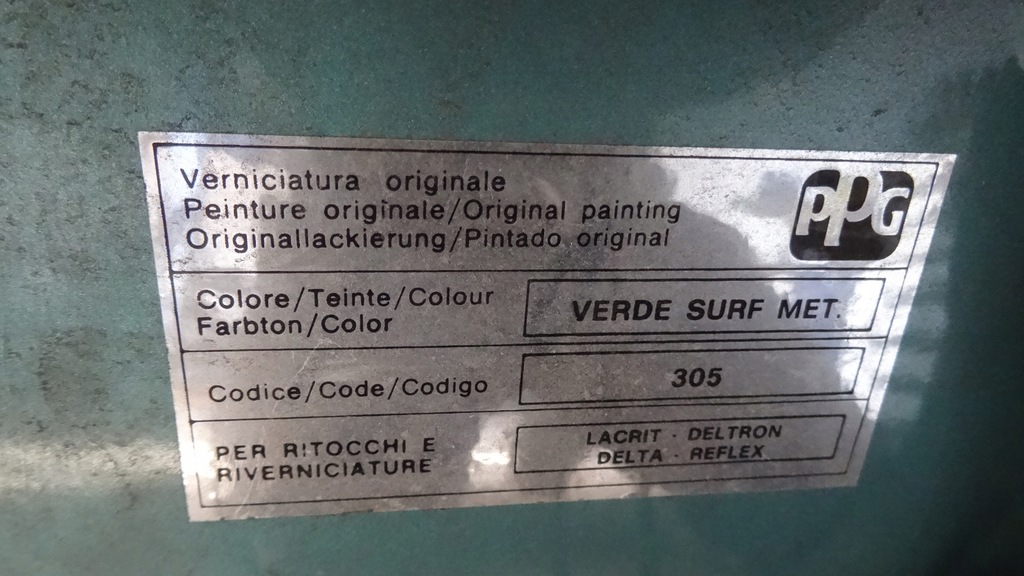 Verniciatura originale
Peinture originale/Original painting
Originallackierung/Pintado original
PPG
Colore/Teinte/Colour
Farbton/Color
VERDE SURF MET.
Codice/Code/Codigo
305
PER RITOCCHI E
RIVERNICIATURE
LACRIT · DELTRON
DELTA · REFLEX